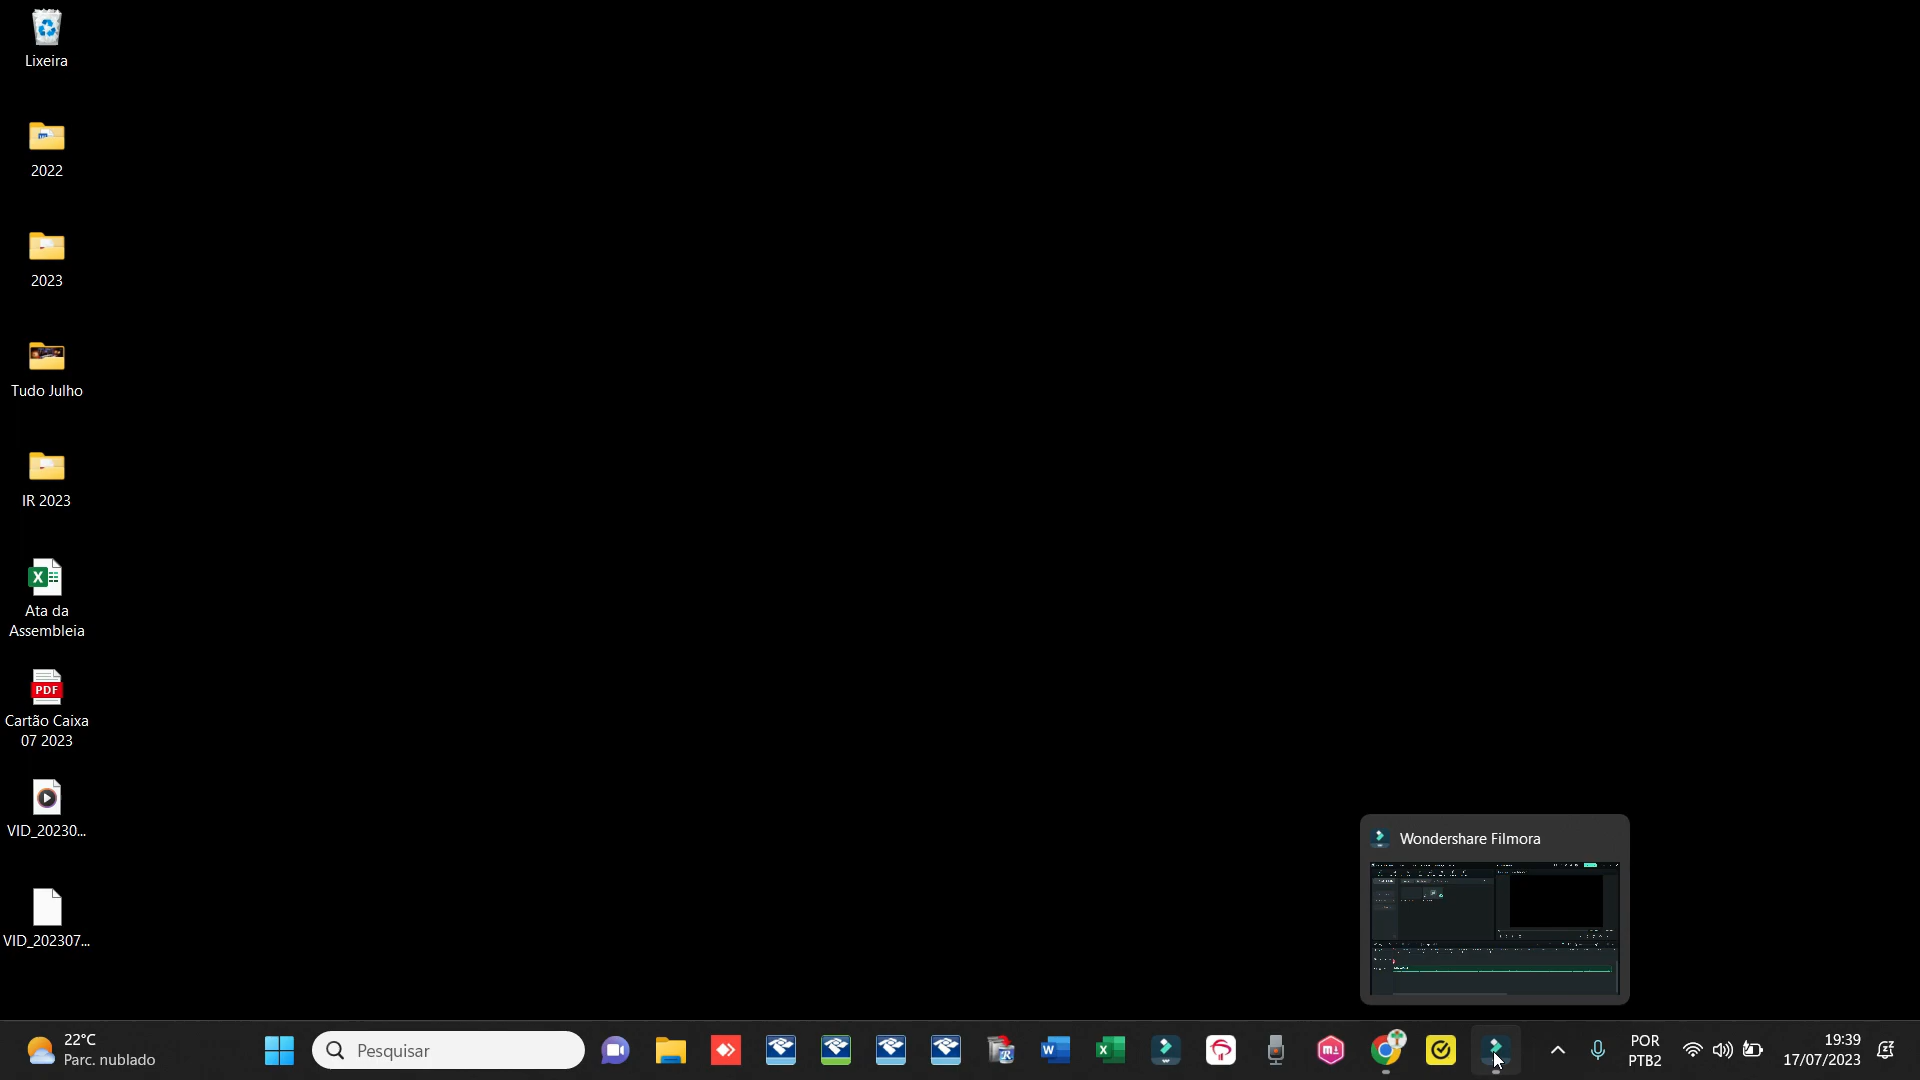 Lixeira
2022
2023
Tudo Julho
IR 2023
Ata da
Assembleia
PDF
Cartão Caixa
07 2023
VID_20230...
VID_202307...
Wondershare Filmora
22°C
Parc. nublado
Pesquisar
POR
PTB2
19:39
17/07/2023